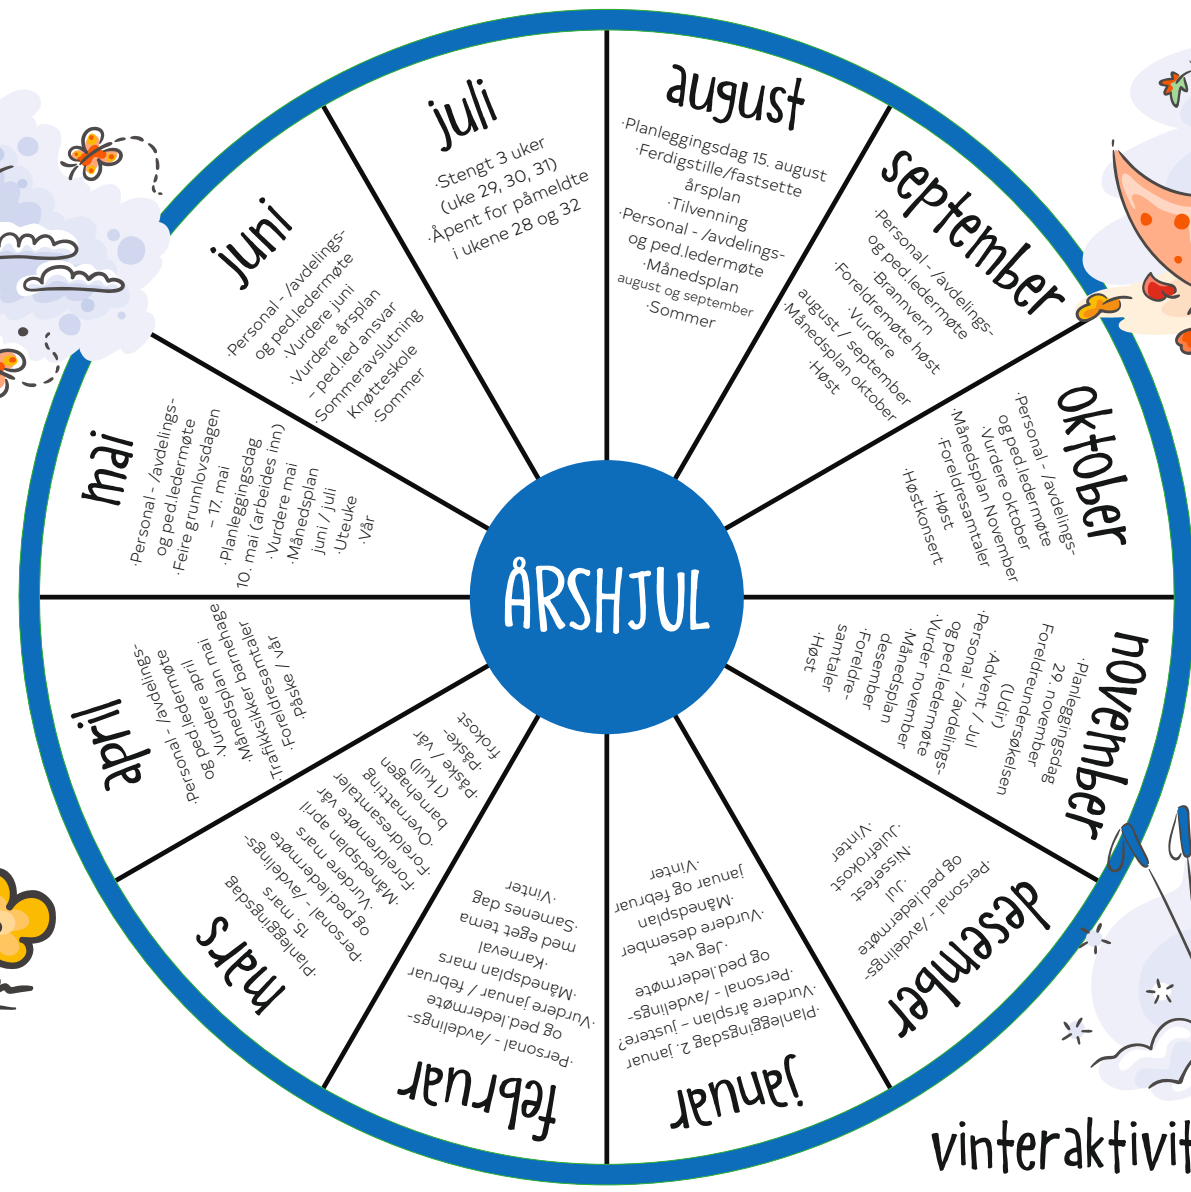 ÅRSHJUL
august
·Planleggingsdag 15. august
·Ferdigstille/fastsette
årsplan
·Tilvenning
·Personal - /avdelings-
og ped.ledermøte
·Månedsplan
august og september
·Sommer
september
·Personal - /avdelings-
og ped.ledermøte
·Brannvern
·Foreldremøte høst
·Vurdere
august / september
·Månedsplan oktober
·Høst
oktober
·Personal - /avdelings-
og ped.ledermøte
·Vurdere oktober
·Månedsplan November
·Foreldresamtaler
·Høst
·Høstkonsert
november
·Planleggingsdag
29. november
Foreldreundersøkelsen
(Udir)
·Advent / Jul
·Personal - /avdelings-
og ped.ledermøte
·Vurder november
·Månedsplan
desember
·Foreldre-
samtaler
·Høst
desember
·Personal - /avdelings-
og ped.ledermøte
·Jul
·Nissefest
·Julefrokost
·Vinter
januar
·Planleggingsdag 2. januar
·Vurdere årsplan – justere?
·Personal - /avdelings-
og ped.ledermøte
·Jeg vet
·Vurdere desember
·Månedsplan
januar og februar
·Vinter
februar
·Personal - /avdelings-
og ped.ledermøte
·Vurdere januar / februar
·Månedsplan mars
·Karneval
med eget tema
·Samenes dag
·Vinter
mars
·Planleggingsdag
15. mars
·Personal - /avdelings-
og ped.ledermøte
·Vurdere mars
·Månedsplan april
·Foreldremøte vår
·Foreldresamtaler
·Overnatting
barnehagen
(1 kull)
·påske / vår
·Påske-
frokost
april
·Personal - /avdelings-
og ped.ledermøte
·Vurdere april
·Månedsplan mai
·Trafikksikker barnehage
·Foreldresamtaler
·Påske / vår
mai
·Personal - /avdelings-
og ped.ledermøte
·Feire grunnlovsdagen
– 17. mai
·Planleggingsdag
10. mai (arbeides inn)
·Vurdere mai
·Månedsplan
juni / juli
·Uteuke
·Vår
juni
·Personal - /avdelings-
og ped.ledermøte
·Vurdere juni
·Vurdere årsplan
– ped.led ansvar
·Sommeravslutning
Knøtteskole
·Sommer
juli
·Stengt 3 uker
(uke 29, 30, 31)
·Åpent for påmeldte
i ukene 28 og 32
vinteraktivit